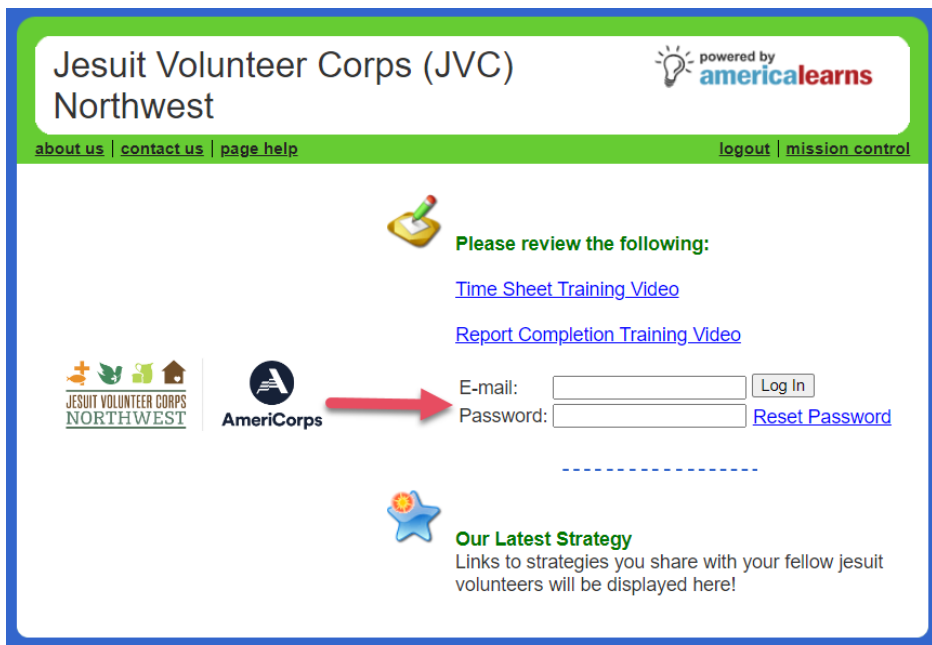 Jesuit Volunteer Corps (JVC)
Northwest
powered by
americalearns
about us | contact us | page help
logout | mission control
Please review the following:
Time Sheet Training Video
Report Completion Training Video
JESUIT VOLUNTEER CORPS
NORTHWEST
AmeriCorps
E-mail:
Log In
Password:
Reset Password
Our Latest Strategy
Links to strategies you share with your fellow jesuit
volunteers will be displayed here!